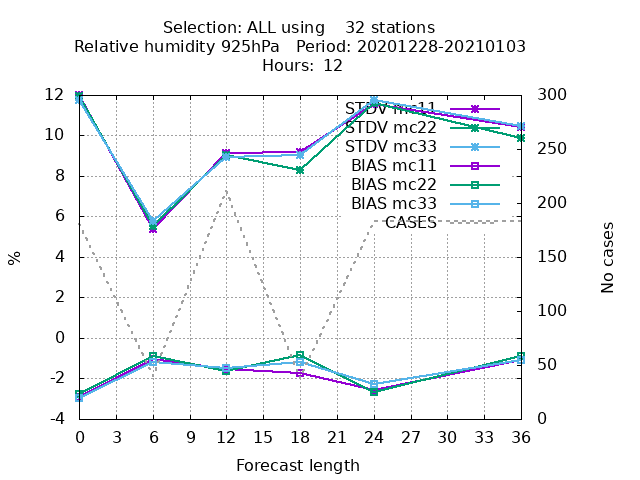 Selection: ALL using    32 stations
Relative humidity 925hPa   Period: 20201228-20210103
Hours:  12
12 300
STDV mc11
10 STDV mc22 250
STDV mc33
8 BIAS mc11
BIAS mc22 200
6 BIAS mc33
CASES
4 150
2 100
0
-2 50
-4 0
0 3 6 9 12 15 18 21 24 27 30 33 36
Forecast length
%
No cases